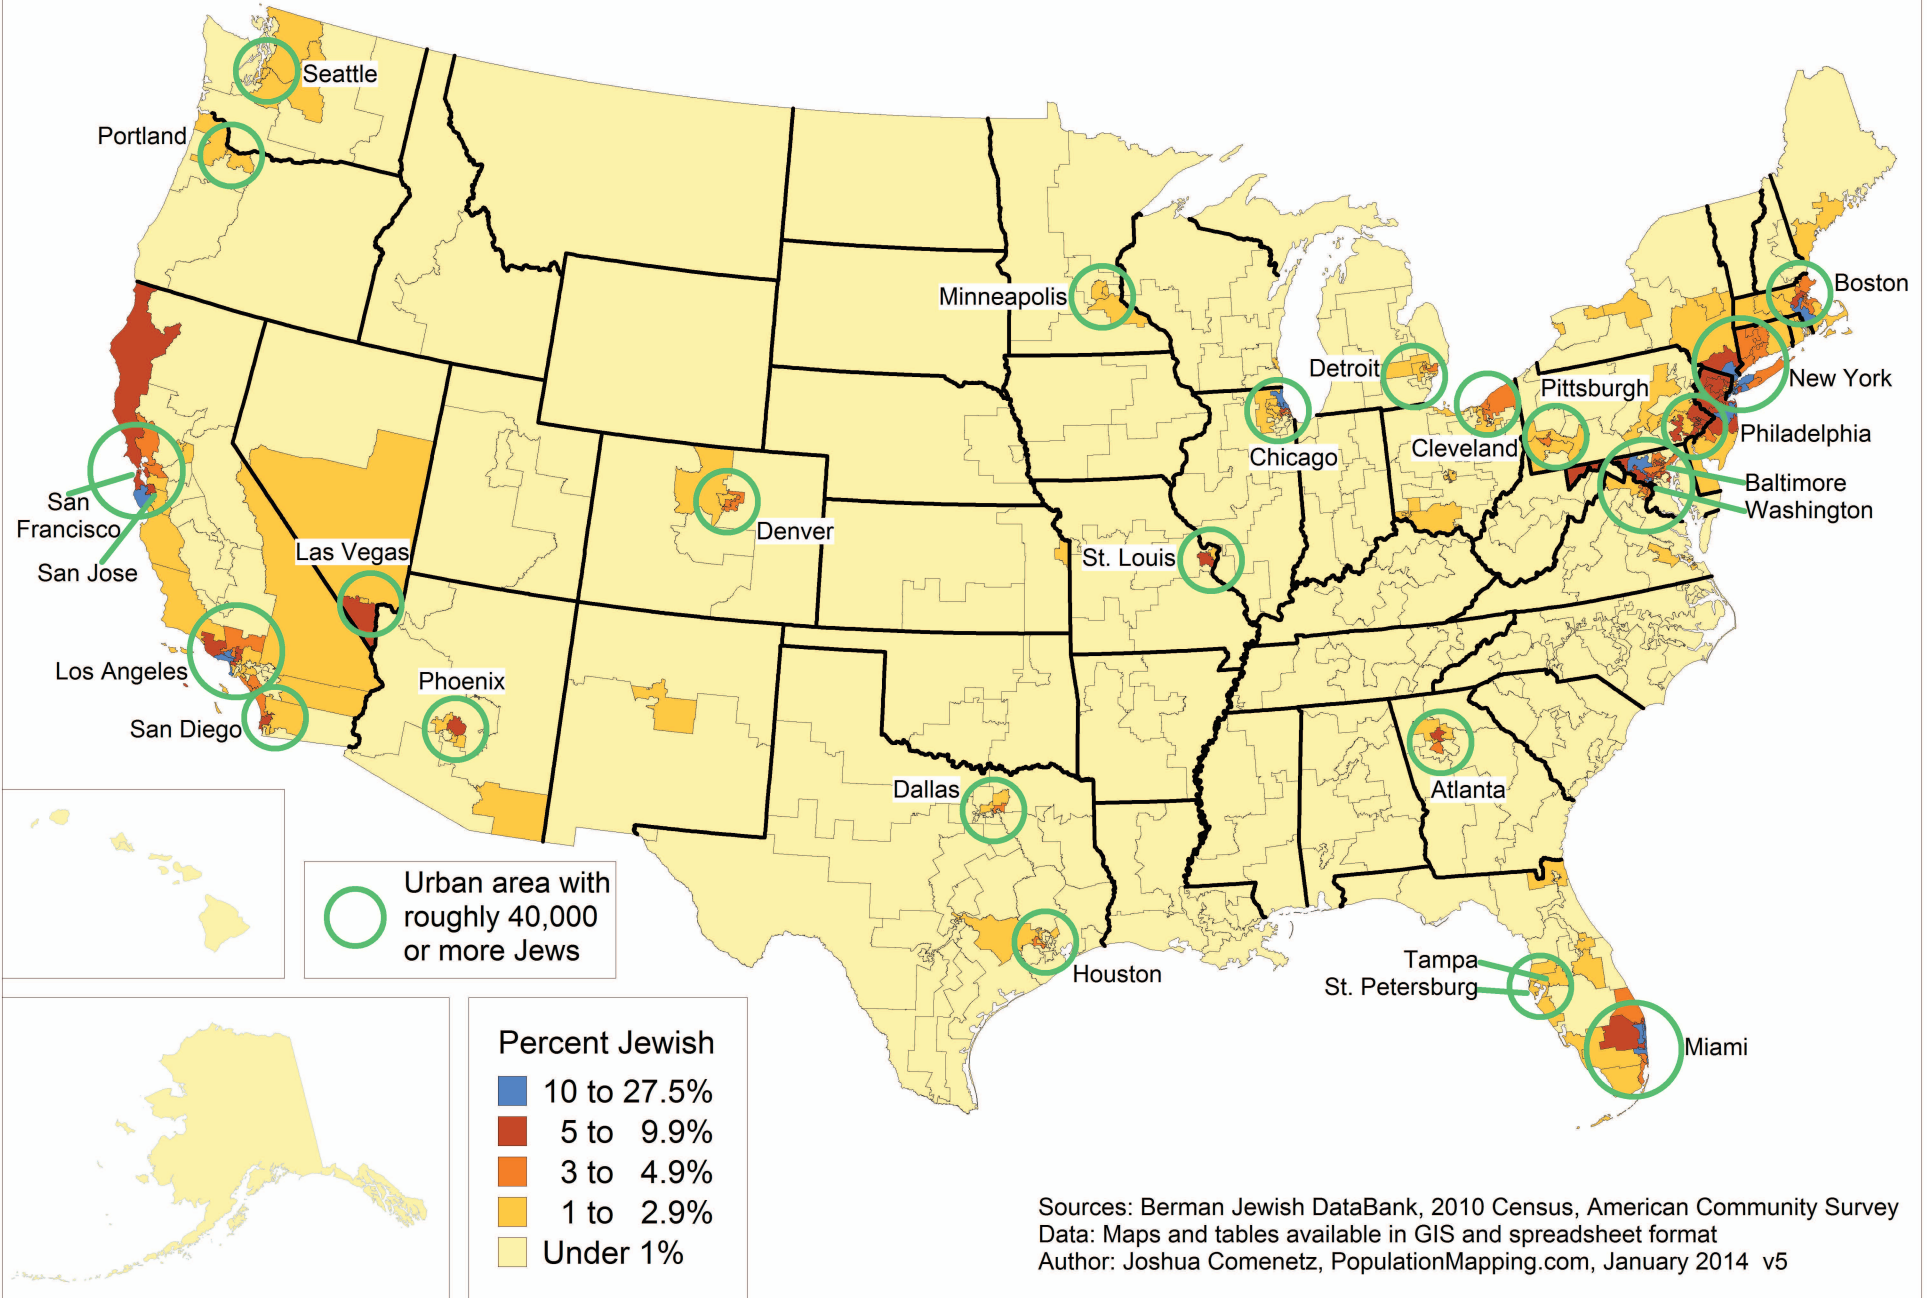 Seattle
Portland
Minneapolis
Boston
Detroit
Pittsburgh
New York
Chicago
Cleveland
Philadelphia
Baltimore
Washington
San
Francisco
San Jose
Las Vegas
Denver
St. Louis
Los Angeles
Phoenix
San Diego
Dallas
Atlanta
Houston
Tampa
St. Petersburg
Miami
Urban area with
roughly 40,000
or more Jews
Percent Jewish
10 to 27.5%
5 to 9.9%
3 to 4.9%
1 to 2.9%
Under 1%
Sources: Berman Jewish DataBank, 2010 Census, American Community Survey
Data: Maps and tables available in GIS and spreadsheet format
Author: Joshua Comenetz, PopulationMapping.com, January 2014 v5